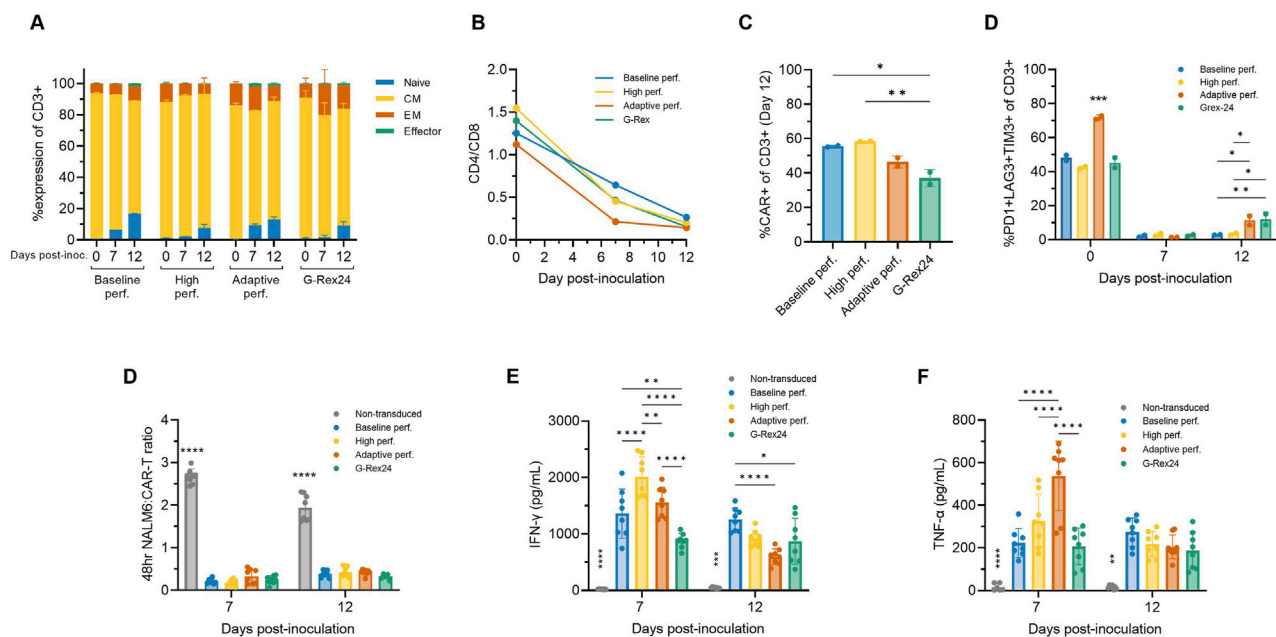 A
%expression of CD3+
100
80
60
40
20
0
Naive
CM
EM
Effector
Days post-inoc.
0 7 12 0 7 12 0 7 12 0 7 12
Baseline perf.
High perf.
Adaptive perf.
G-Rex24
B
CD4/CD8
2.0
1.5
1.0
0.5
0.0
0 2 4 6 8 10 12
Day post-inoculation
Baseline perf.
High perf.
Adaptive perf.
G-Rex
C
%CAR+ of CD3+ (Day 12)
100
80
60
40
20
0
*
* *
Baseline perf.
High perf.
Adaptive perf.
G-Rex24
D
%PD1+LAG3+TIM3+ of CD3+
100
80
60
40
20
0
***
*
*
*
* *
0 7 12
Days post-inoculation
Baseline perf.
High perf.
Adaptive perf.
Grex-24
D
48hr NALM6:CAR-T ratio
4
3
2
1
0
****
****
7 12
Days post-inoculation
Non-transduced
Baseline perf.
High perf.
Adaptive perf.
G-Rex24
E
IFN-γ (pg/mL)
3000
2000
1000
0
* *
* * * *
* *
* * * *
* * * *
****
*
* * * *
***
7 12
Days post-inoculation
Non-transduced
Baseline perf.
High perf.
Adaptive perf.
G-Rex24
F
TNF-α (pg/mL)
800
600
400
200
0
* * * *
* * * *
* * * *
****
**
7 12
Days post-inoculation
Non-transduced
Baseline perf.
High perf.
Adaptive perf.
G-Rex24